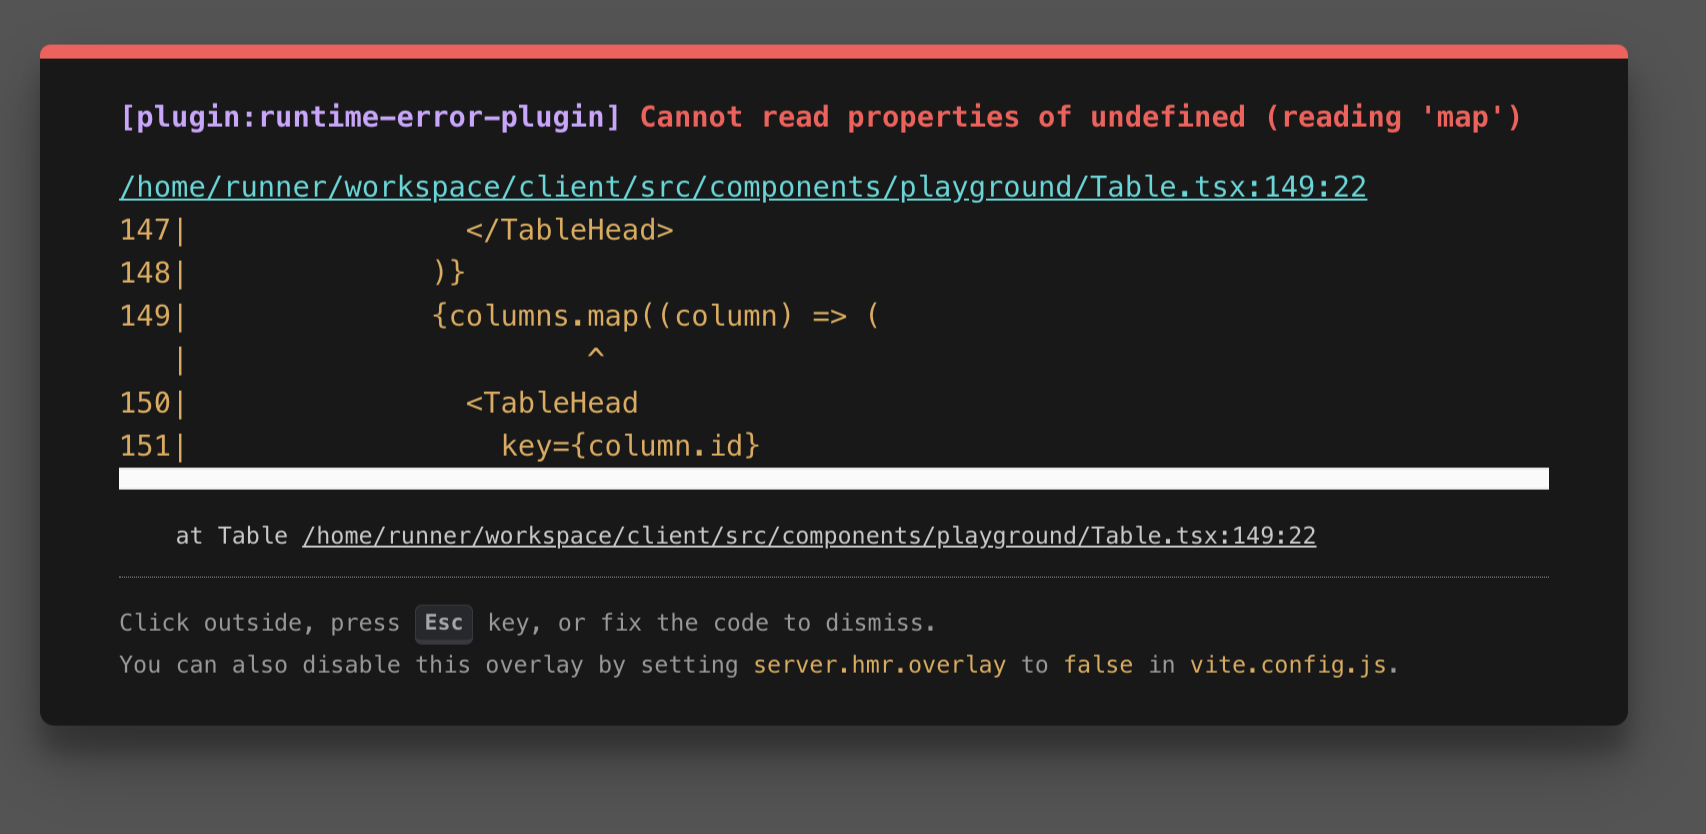 [plugin:runtime-error-plugin] Cannot read properties of undefined (reading 'map')
/home/runner/workspace/client/src/components/playground/Table.tsx:149:22
147|                </TableHead>
148|              )}
149|              {columns.map((column) => (
   |                       ^
150|                <TableHead
151|                  key={column.id}
at Table /home/runner/workspace/client/src/components/playground/Table.tsx:149:22
Click outside, press Esc key, or fix the code to dismiss.
You can also disable this overlay by setting server.hmr.overlay to false in vite.config.js.